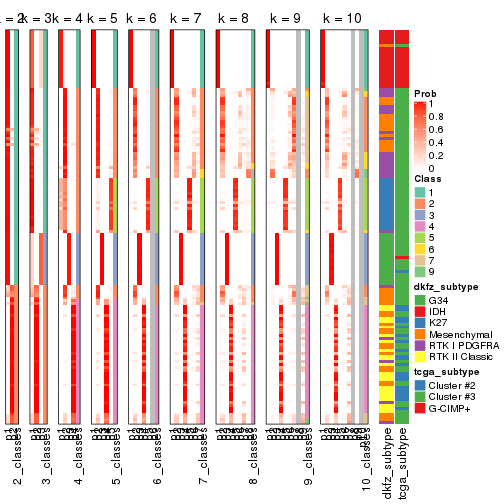 k = 2
k = 3
k = 4
k = 5
k = 6
k = 7
k = 8
k = 9
k = 10
Prob
1
0.8
0.6
0.4
0.2
0
Class
1
2
3
4
5
6
7
9
dkfz_subtype
G34
IDH
K27
Mesenchymal
RTK I PDGFRA
RTK II Classic
tcga_subtype
Cluster #2
Cluster #3
G-CIMP+
2_classes
3_classes
4_classes
5_classes
6_classes
7_classes
8_classes
9_classes
10_classes
dkfz_subtype
tcga_subtype